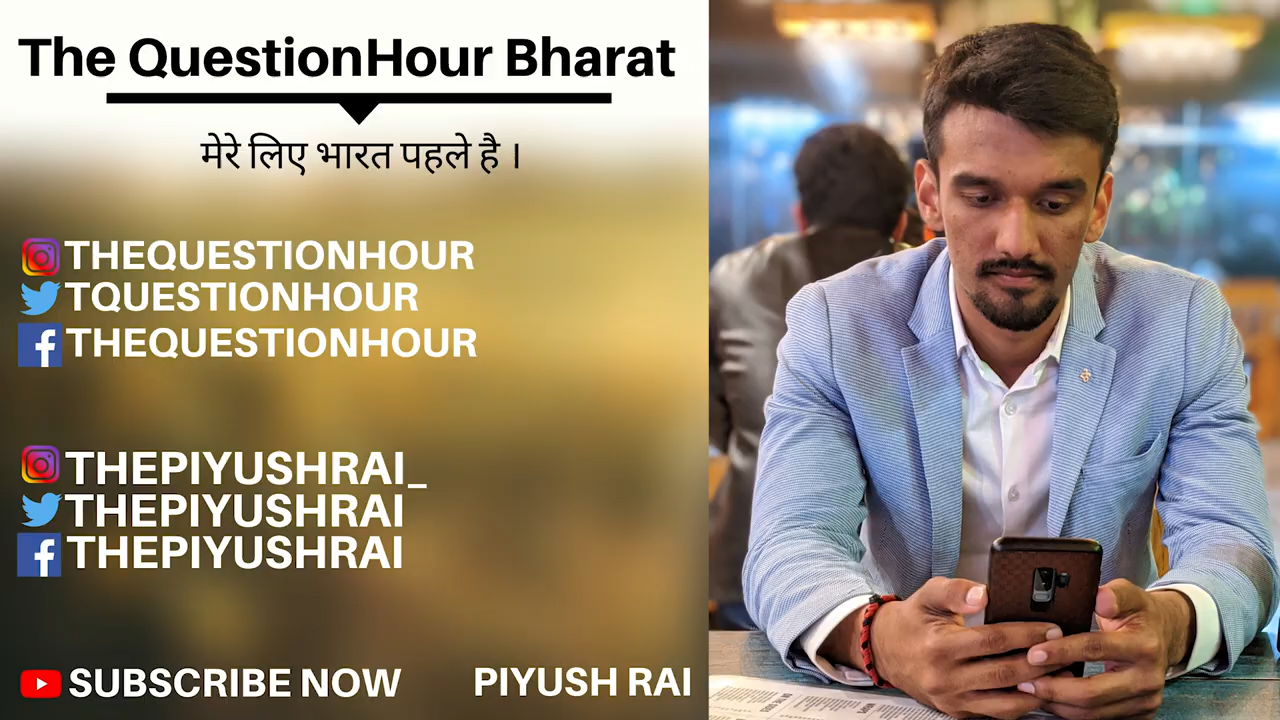 The QuestionHour Bharat
मेरे लिए भारत पहले है ।
THEQUESTIONHOUR
TQUESTIONHOUR
THEQUESTIONHOUR
THEPIYUSHRAI_
THEPIYUSHRAI
THEPIYUSHRAI
SUBSCRIBE NOW
PIYUSH RAI